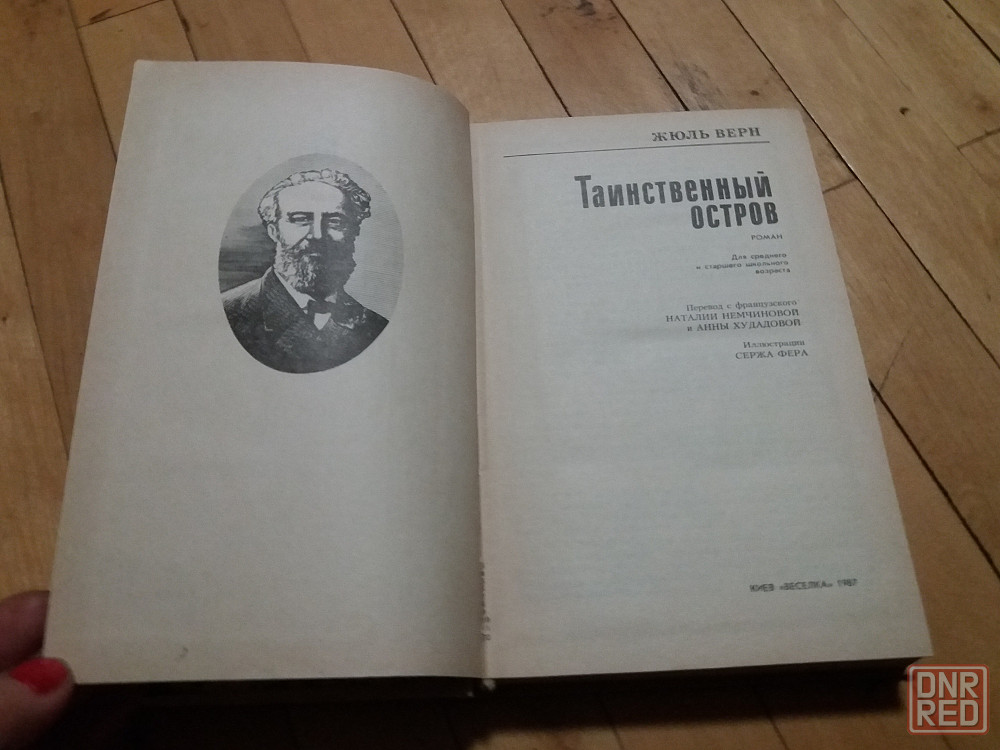 ЖЮЛЬ ВЕРН
Таинственный
остров
РОМАН
Для среднего
и старшего школьного
возраста
Перевод с французского
НАТАЛИИ НЕМЧИНОВОЙ
и АННЫ ХУДАДОВОЙ
Иллюстрации
СЕРЖА ФЕРА
КИЕВ «ВЕСЕЛКА» 1987
DNR
RED